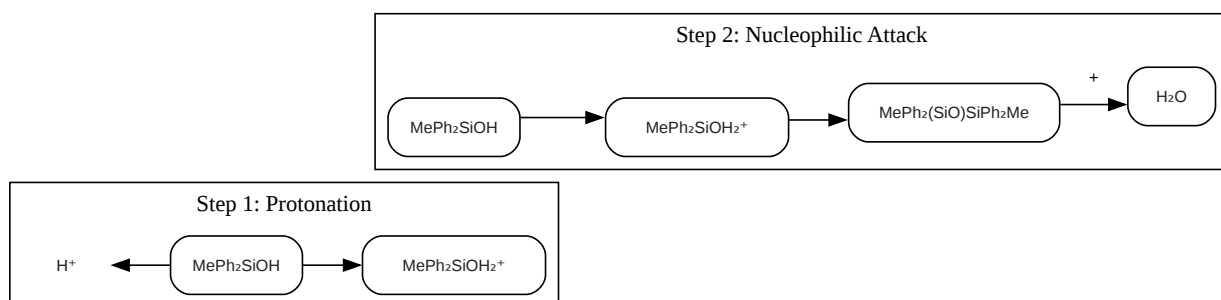 Step 2: Nucleophilic Attack
+
MePh₂SiOH
MePh₂SiOH₂⁺
MePh₂(SiO)SiPh₂Me
H₂O
Step 1: Protonation
H⁺
MePh₂SiOH
MePh₂SiOH₂⁺